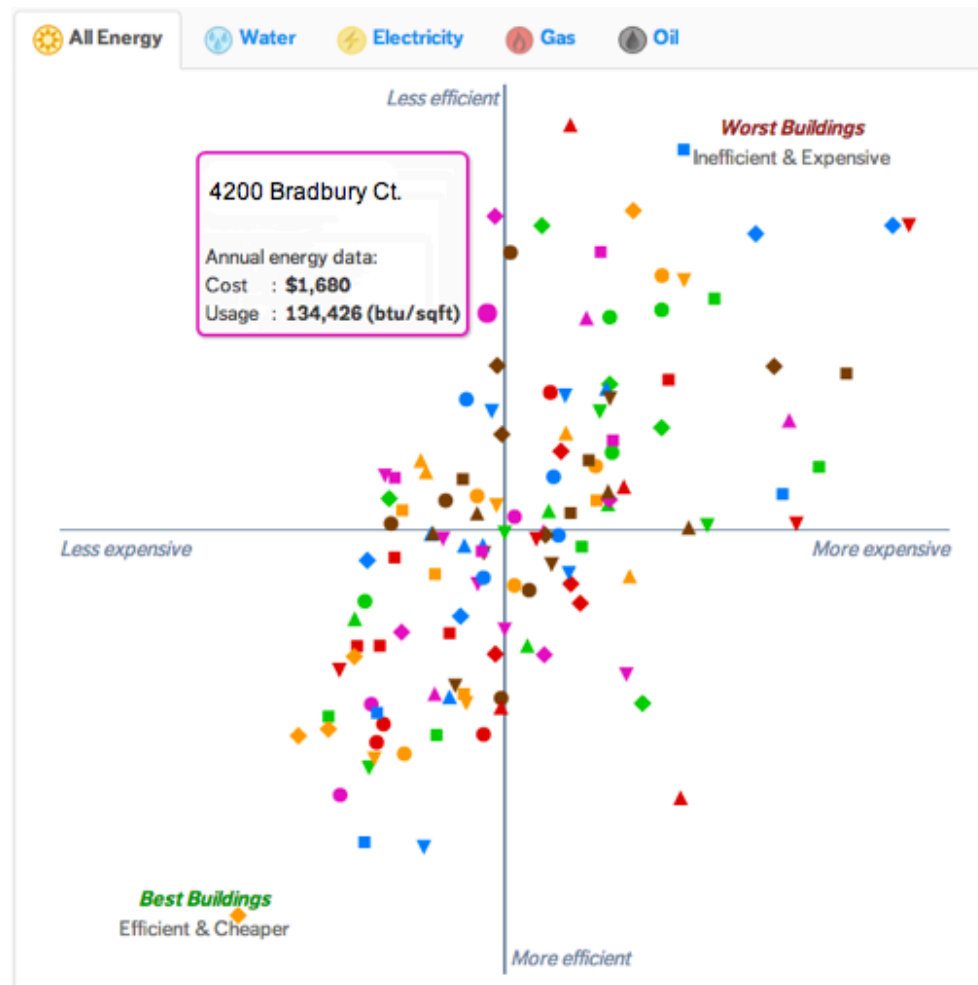 All Energy Water Electricity Gas Oil
Less efficient
Worst Buildings
Inefficient & Expensive
4200 Bradbury Ct.
Annual energy data:
Cost : $1,680
Usage : 134,426 (btu/sqft)
Less expensive More expensive
Best Buildings
Efficient & Cheaper
More efficient